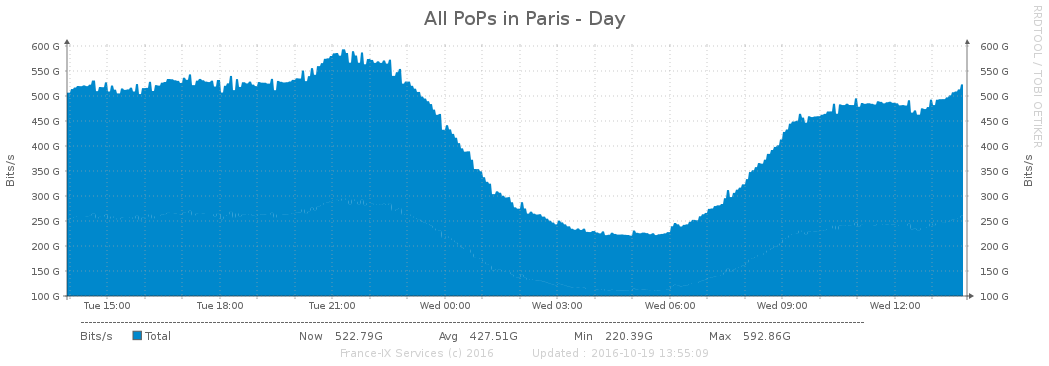 All PoPs in Paris - Day
RRDTOOL / TOBI OETIKER
Bits/s
600 G 600 G
550 G 550 G
500 G 500 G
450 G 450 G
400 G 400 G
350 G 350 G
300 G 300 G
250 G 250 G
200 G 200 G
150 G 150 G
100 G 100 G
Bits/s
Tue 15:00 Tue 18:00 Tue 21:00 Wed 00:00 Wed 03:00 Wed 06:00 Wed 09:00 Wed 12:00
Bits/s Total Now 522.79G Avg 427.51G Min 220.39G Max 592.86G
France-IX Services (c) 2016 Updated : 2016-10-19 13:55:09